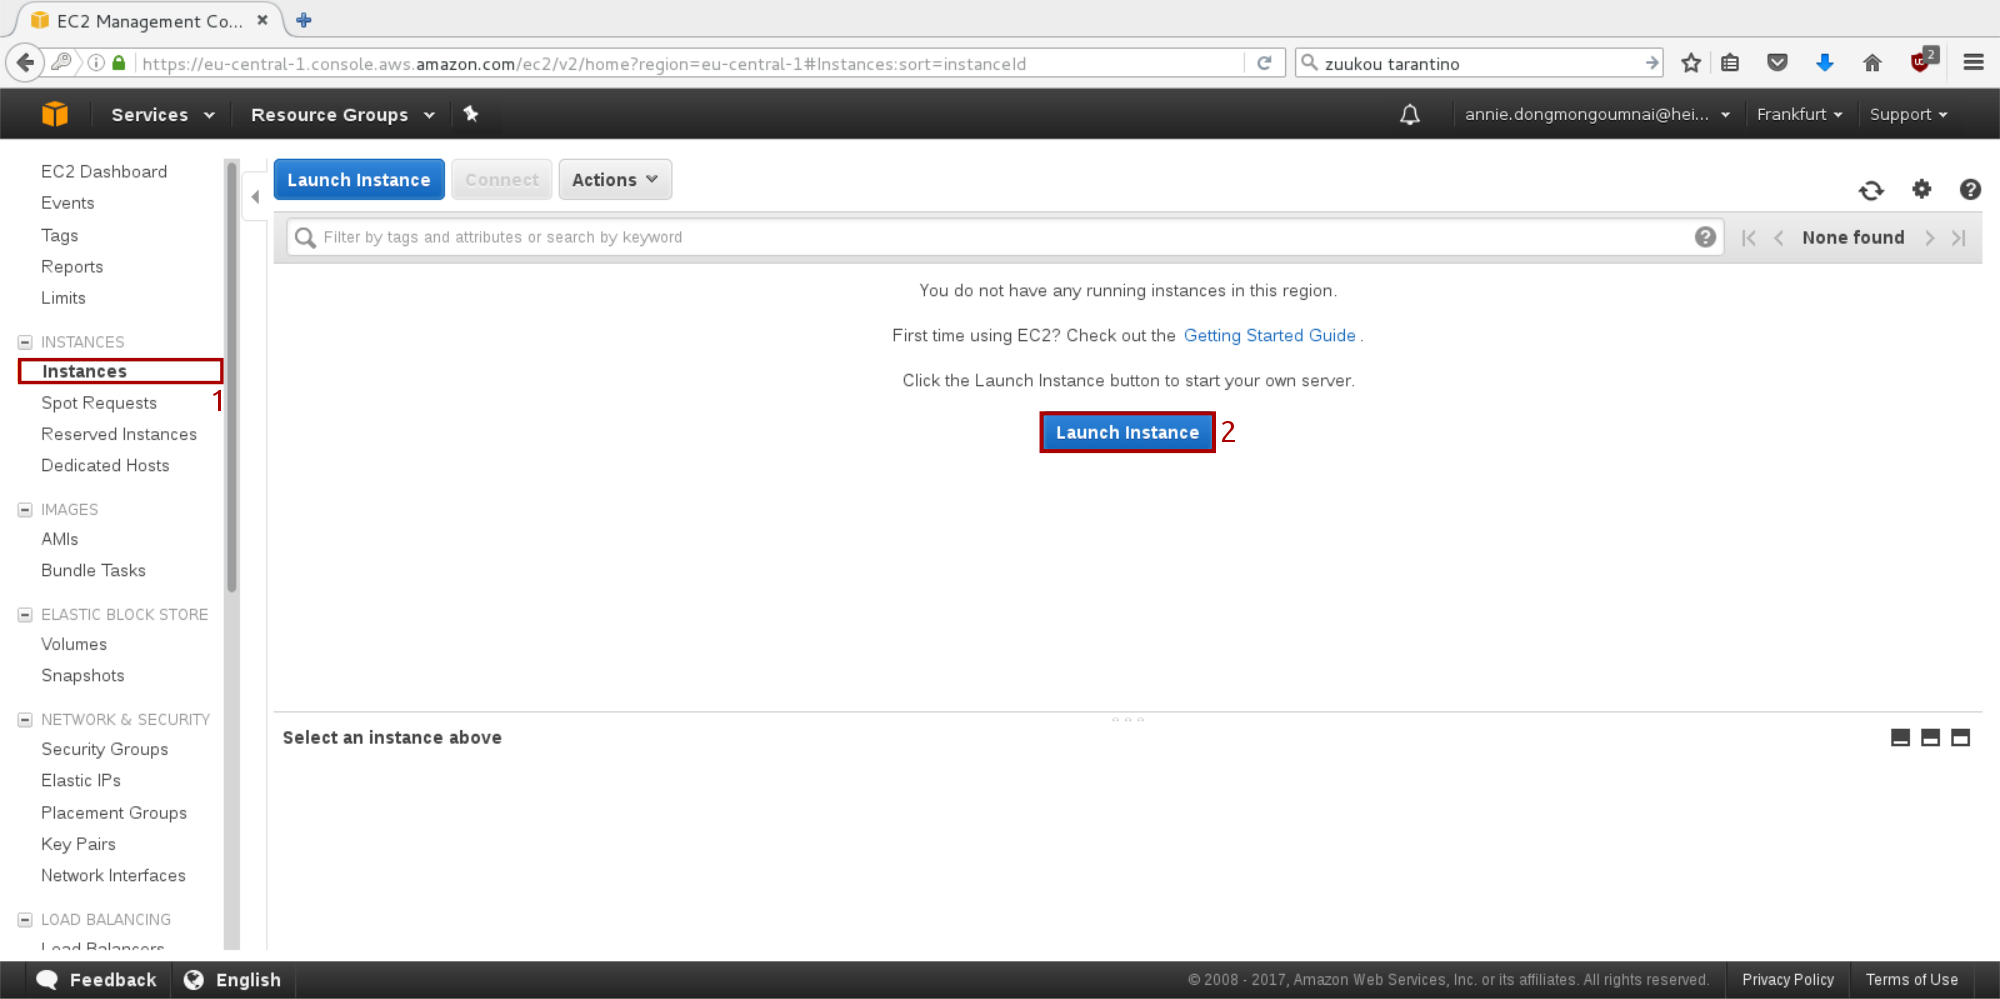 EC2 Management Co...
https://eu-central-1.console.aws.amazon.com/ec2/v2/home?region=eu-central-1#Instances:sort=instanceId
zuukou tarantino
2
Services
Resource Groups
annie.dongmongoumnai@hei...
Frankfurt
Support
EC2 Dashboard
Events
Tags
Reports
Limits
INSTANCES
Instances
1
Spot Requests
Reserved Instances
Dedicated Hosts
IMAGES
AMIs
Bundle Tasks
ELASTIC BLOCK STORE
Volumes
Snapshots
NETWORK & SECURITY
Security Groups
Elastic IPs
Placement Groups
Key Pairs
Network Interfaces
LOAD BALANCING
Load Balancers
Launch Instance
Connect
Actions
Filter by tags and attributes or search by keyword
None found
You do not have any running instances in this region.
First time using EC2? Check out the Getting Started Guide .
Click the Launch Instance button to start your own server.
Launch Instance 2
Select an instance above
Feedback
English
© 2008 - 2017, Amazon Web Services, Inc. or its affiliates. All rights reserved.
Privacy Policy
Terms of Use